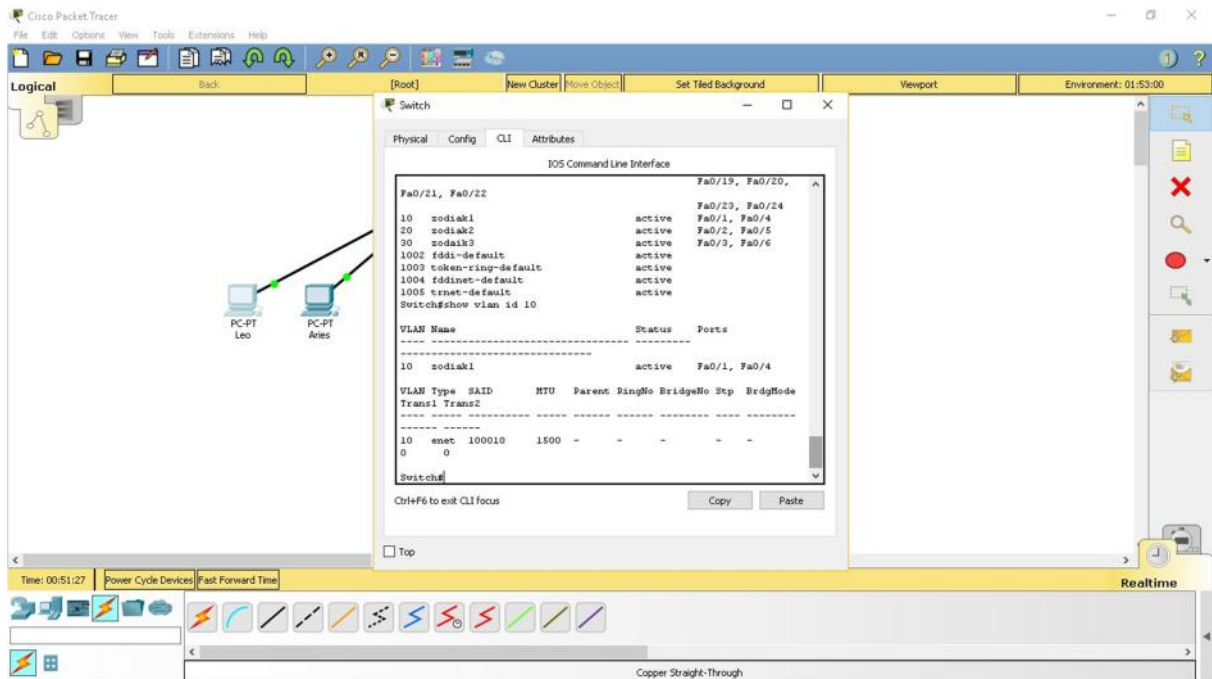 Cisco Packet Tracer
File Edit Options View Tools Extensions Help
Logical
Back
[Root]
New Cluster
Move Object
Set Tiled Background
Viewport
Environment: 01:53:00
Switch
Physical Config CLI Attributes
IOS Command Line Interface
Fa0/19, Fa0/20,
Fa0/21, Fa0/22
Fa0/23, Fa0/24
10 zodiak1 active Fa0/1, Fa0/4
20 zodiak2 active Fa0/2, Fa0/5
30 zodaik3 active Fa0/3, Fa0/6
1002 fddi-default active
1003 token-ring-default active
1004 fddinet-default active
1005 trnet-default active
Switch#show vlan id 10
VLAN Name Status Ports
---- -------------------------------- ---------
-------------------------------
10 zodiak1 active Fa0/1, Fa0/4
VLAN Type SAID MTU Parent RingNo BridgeNo Stp BrdgMode
Trans1 Trans2
---- ----- ---------- ----- ------ ------ -------- ---- --------
------ ------
10 enet 100010 1500 - - - - -
0 0
Switch#
Ctrl+F6 to exit CLI focus
Copy
Paste
Top
PC-PT
Leo
PC-PT
Aries
Time: 00:51:27
Power Cycle Devices
Fast Forward Time
Realtime
Copper Straight-Through